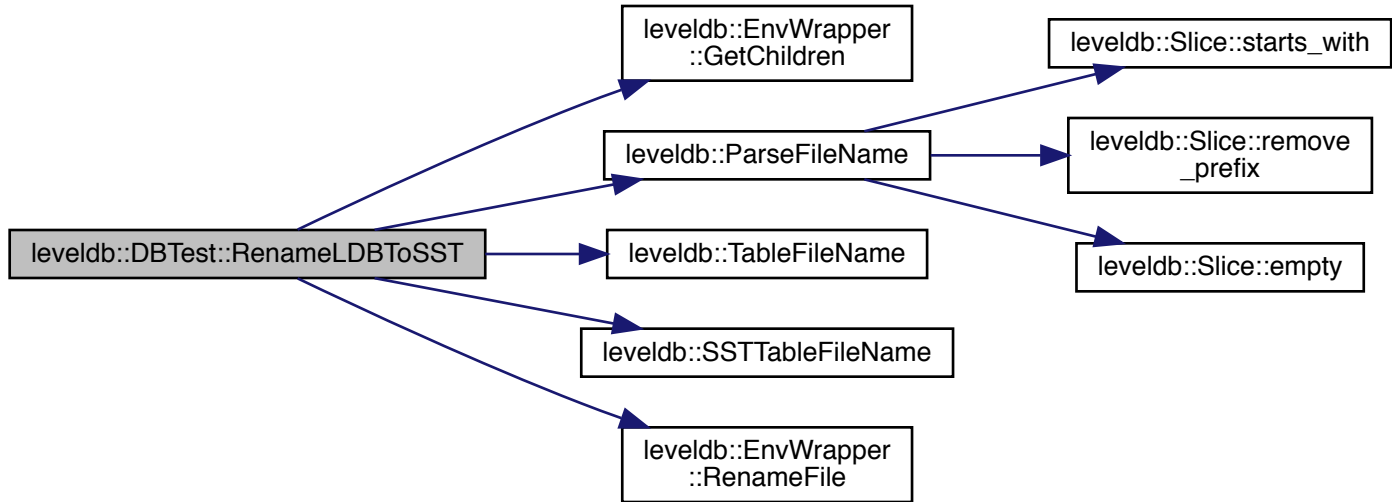 leveldb::DBTest::RenameLDBToSST
leveldb::EnvWrapper
::GetChildren
leveldb::ParseFileName
leveldb::TableFileName
leveldb::SSTTableFileName
leveldb::EnvWrapper
::RenameFile
leveldb::Slice::starts_with
leveldb::Slice::remove
_prefix
leveldb::Slice::empty